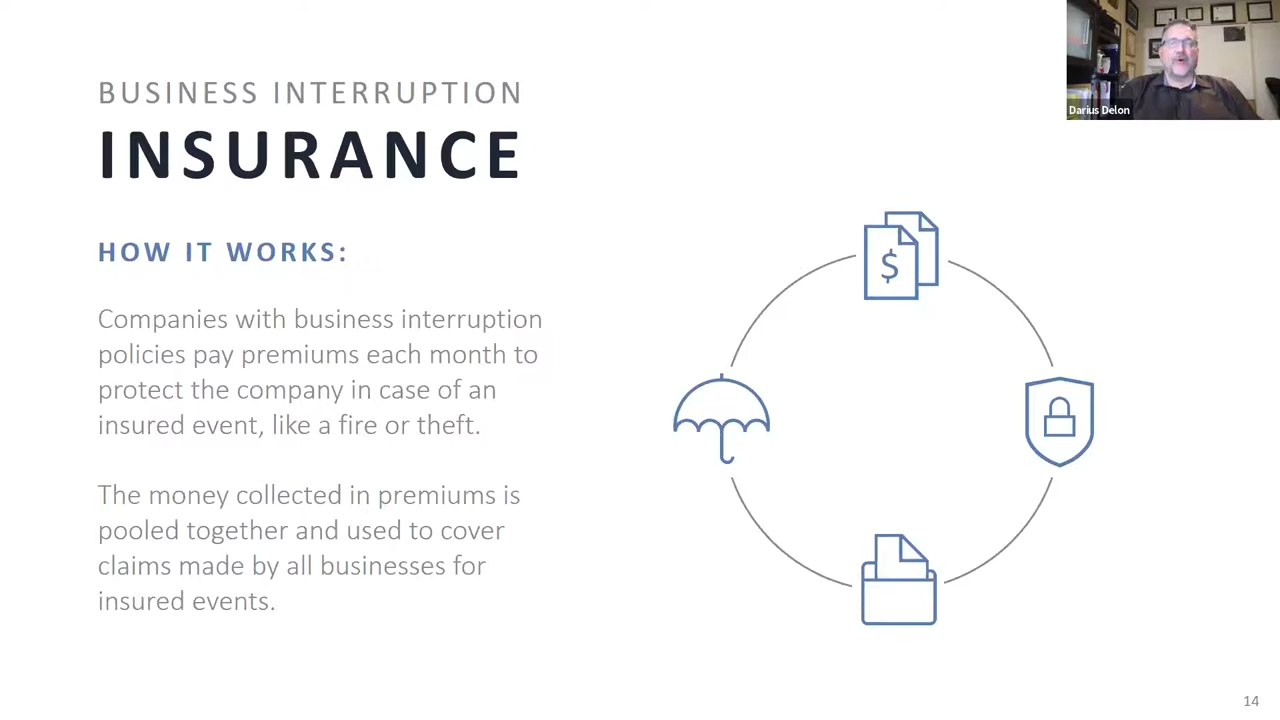 BUSINESS INTERRUPTION
INSURANCE
HOW IT WORKS:
Companies with business interruption
policies pay premiums each month to
protect the company in case of an
insured event, like a fire or theft.
The money collected in premiums is
pooled together and used to cover
claims made by all businesses for
insured events.
$
Darius Delon
14